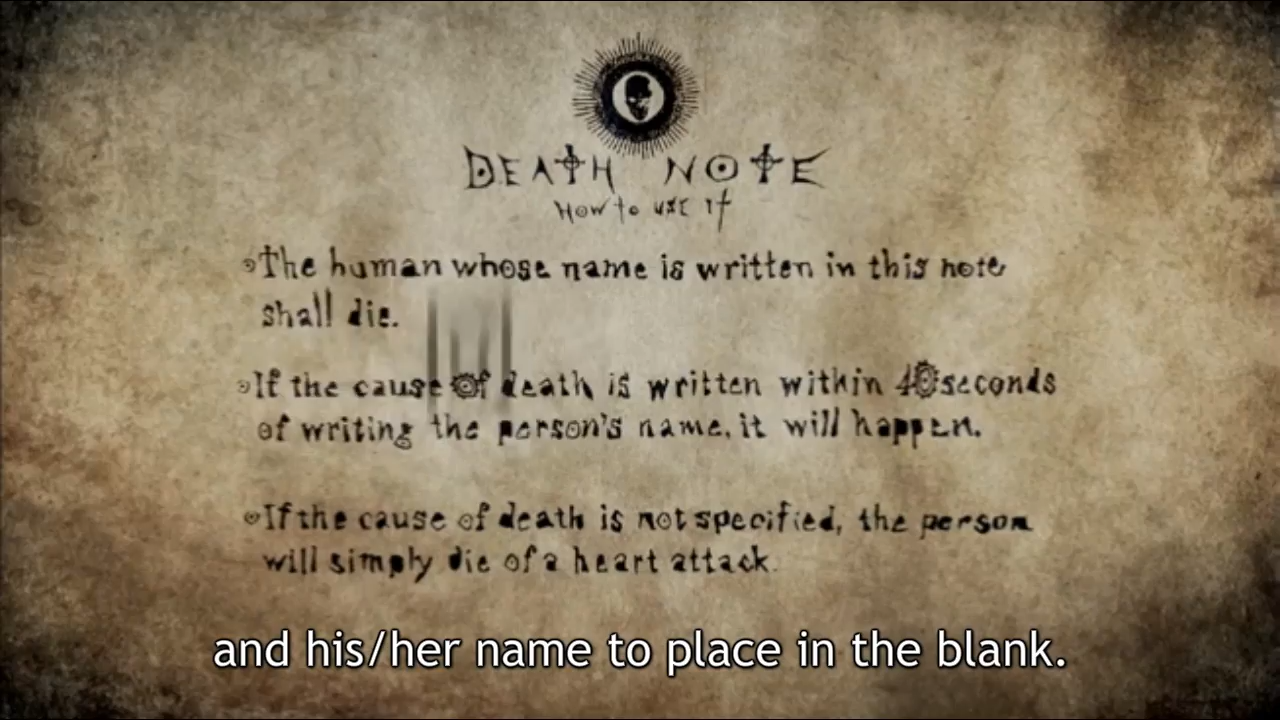 DEATH NOTE
How to use it
The human whose name is written in this note
shall die.
If the cause of death is written within 40 seconds
of writing the person's name, it will happen.
If the cause of death is not specified, the person
will simply die of a heart attack.
and his/her name to place in the blank.